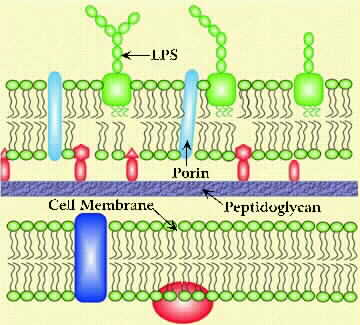 LPS
Porin
Cell Membrane
Peptidoglycan